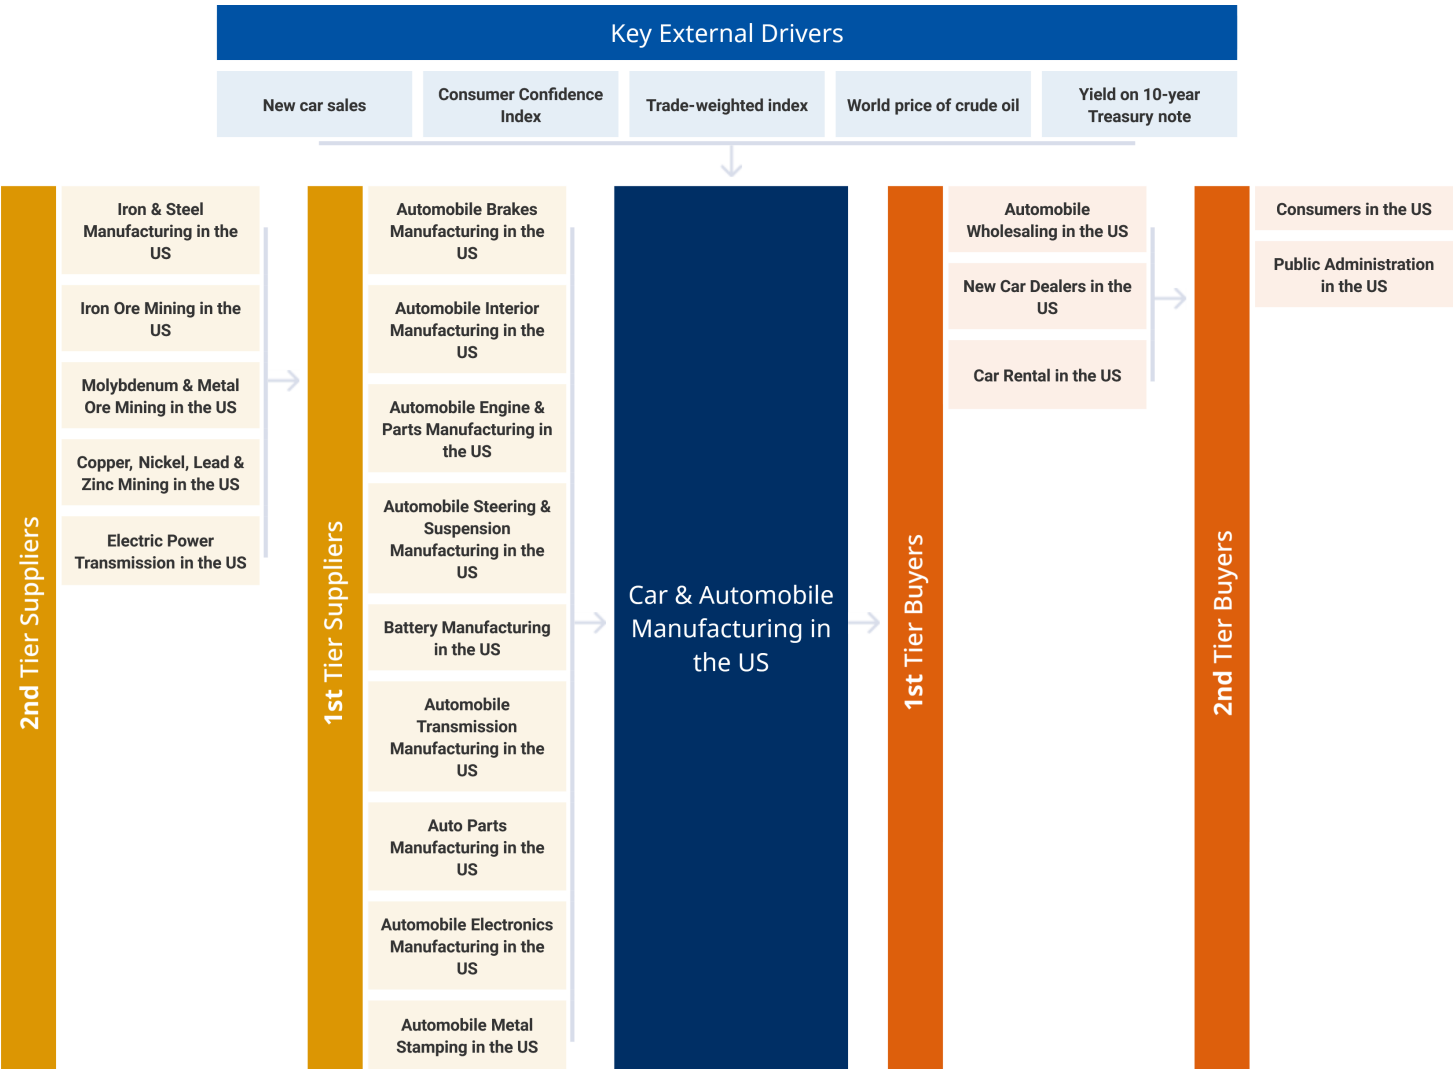 Key External Drivers
New car sales
Consumer Confidence
Index
Trade-weighted index
World price of crude oil
Yield on 10-year
Treasury note
2nd Tier Suppliers
Iron & Steel
Manufacturing in the
US
Iron Ore Mining in the
US
Molybdenum & Metal
Ore Mining in the US
Copper, Nickel, Lead &
Zinc Mining in the US
Electric Power
Transmission in the US
1st Tier Suppliers
Automobile Brakes
Manufacturing in the
US
Automobile Interior
Manufacturing in the
US
Automobile Engine &
Parts Manufacturing in
the US
Automobile Steering &
Suspension
Manufacturing in the
US
Battery Manufacturing
in the US
Automobile
Transmission
Manufacturing in the
US
Auto Parts
Manufacturing in the
US
Automobile Electronics
Manufacturing in the
US
Automobile Metal
Stamping in the US
Car & Automobile
Manufacturing in
the US
1st Tier Buyers
Automobile
Wholesaling in the US
New Car Dealers in the
US
Car Rental in the US
2nd Tier Buyers
Consumers in the US
Public Administration
in the US